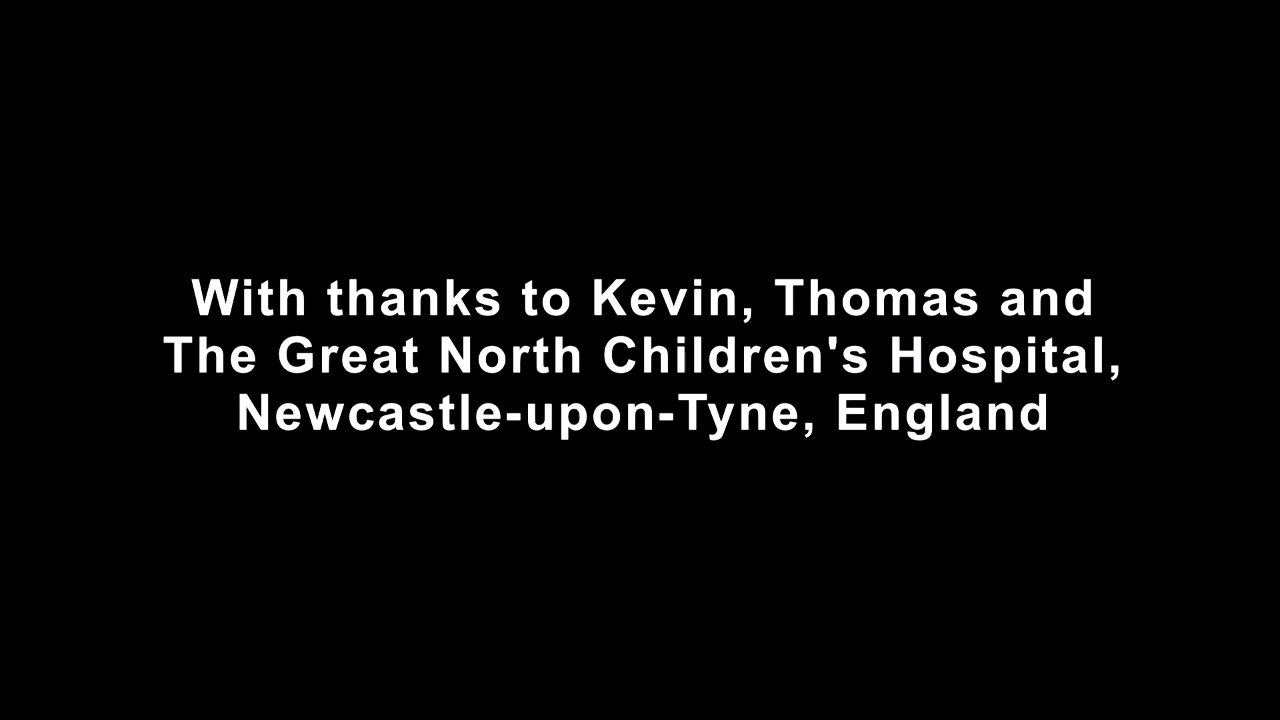 With thanks to Kevin, Thomas and
The Great North Children's Hospital,
Newcastle-upon-Tyne, England